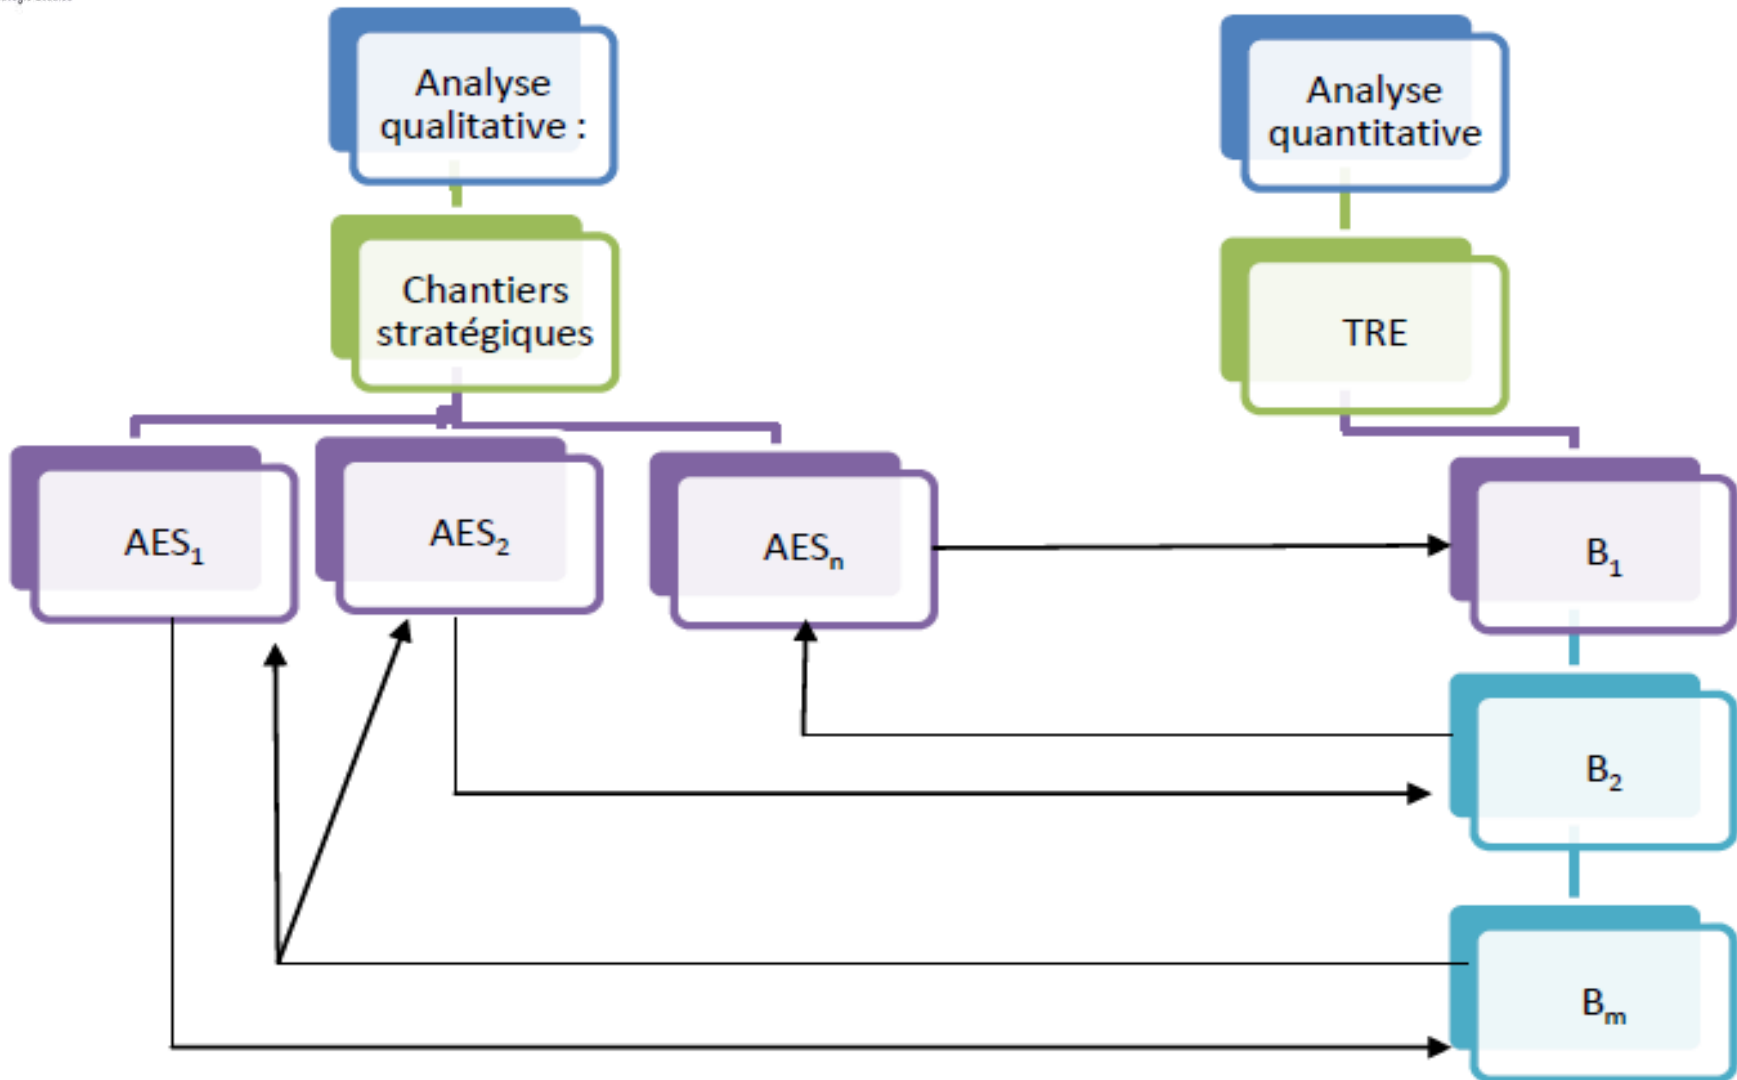 Analyse
qualitative :
Analyse
quantitative
Chantiers
stratégiques
TRE
AES₁
AES₂
AESₙ
B₁
B₂
Bₘ